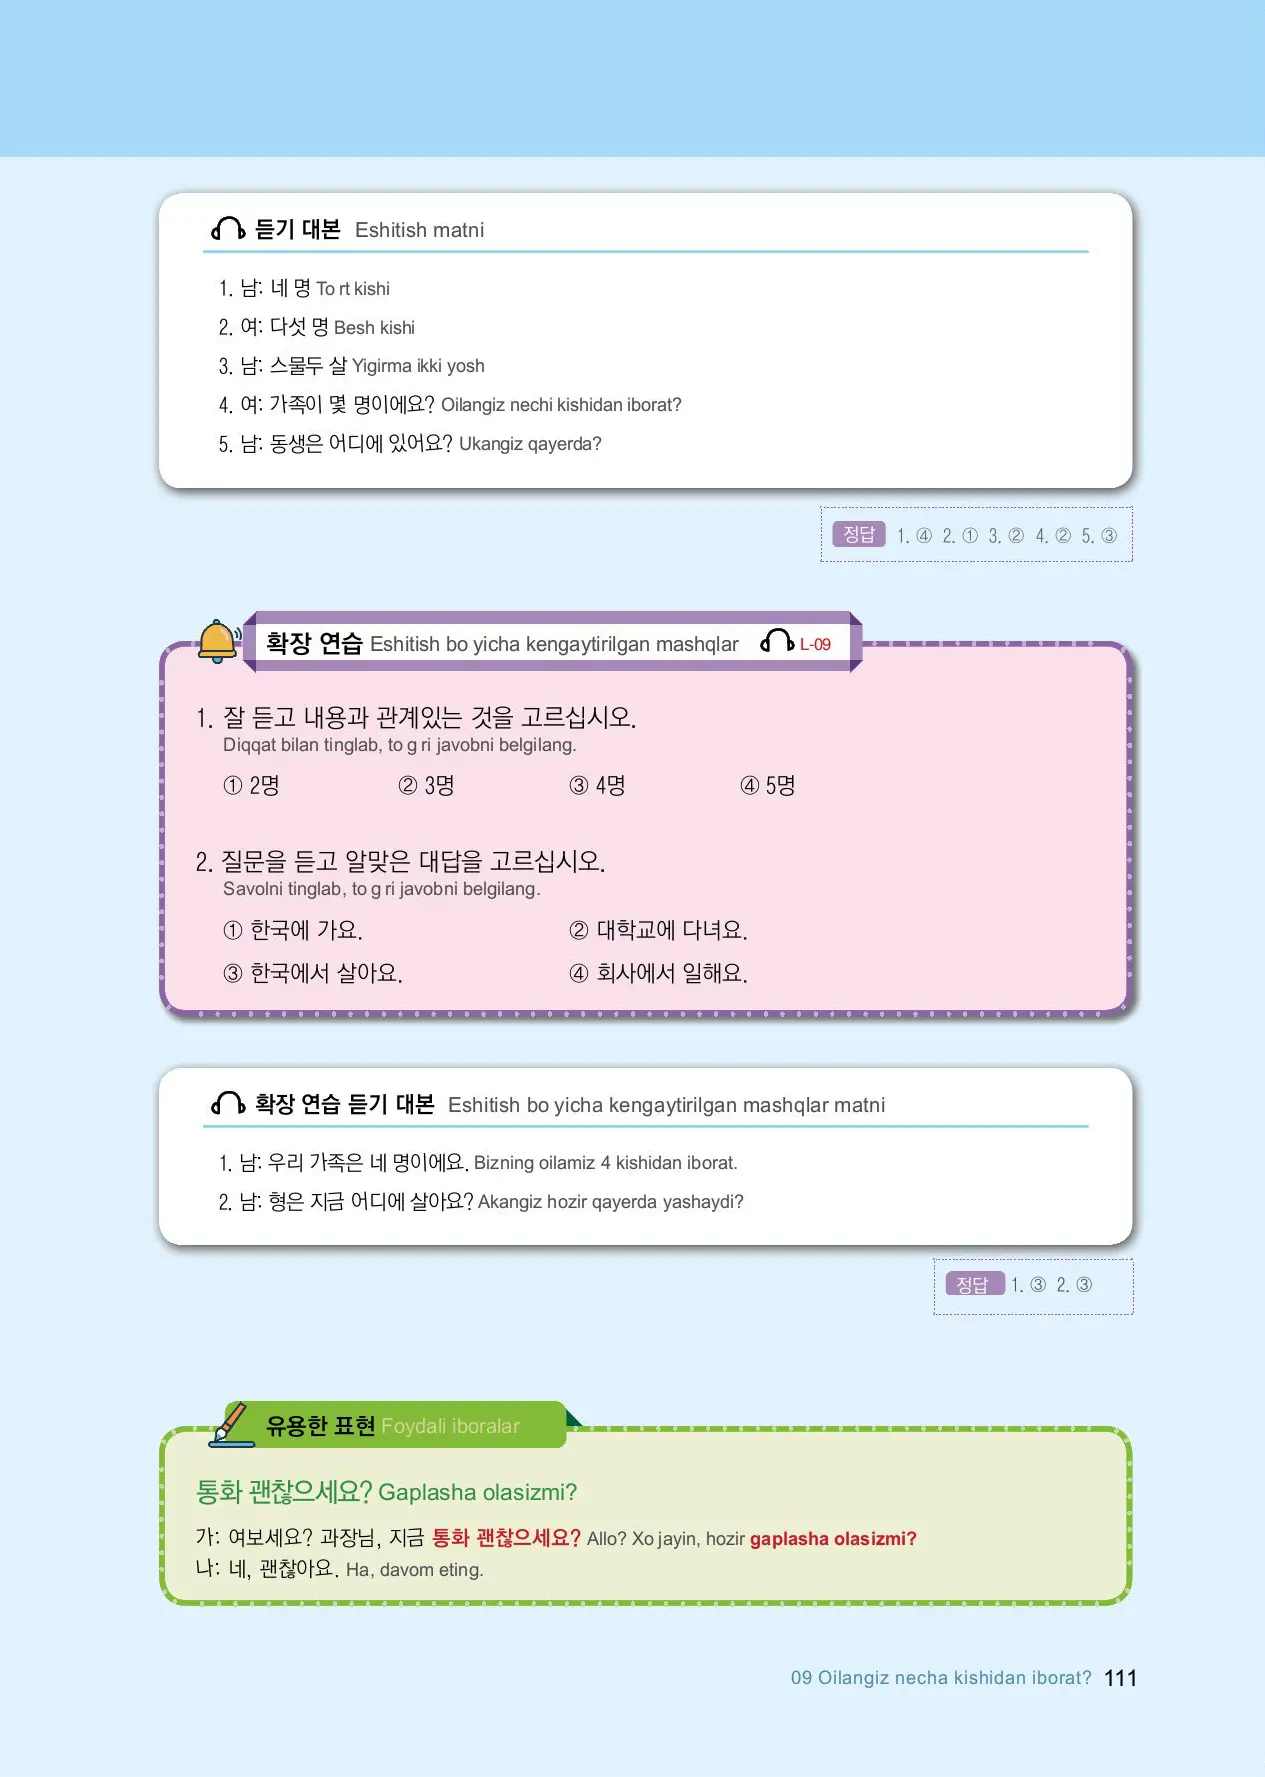 듣기 대본 Eshitish matni
1. 남: 네 명 To rt kishi
2. 여: 다섯 명 Besh kishi
3. 남: 스물두 살 Yigirma ikki yosh
4. 여: 가족이 몇 명이에요? Oilangiz nechi kishidan iborat?
5. 남: 동생은 어디에 있어요? Ukangiz qayerda?
정답 1. ④ 2. ① 3. ② 4. ② 5. ③
확장 연습 Eshitish bo yicha kengaytirilgan mashqlar L-09
1. 잘 듣고 내용과 관계있는 것을 고르십시오.
Diqqat bilan tinglab, to g ri javobni belgilang.
① 2명 ② 3명 ③ 4명 ④ 5명
2. 질문을 듣고 알맞은 대답을 고르십시오.
Savolni tinglab, to g ri javobni belgilang.
① 한국에 가요. ② 대학교에 다녀요.
③ 한국에서 살아요. ④ 회사에서 일해요.
확장 연습 듣기 대본 Eshitish bo yicha kengaytirilgan mashqlar matni
1. 남: 우리 가족은 네 명이에요. Bizning oilamiz 4 kishidan iborat.
2. 남: 형은 지금 어디에 살아요? Akangiz hozir qayerda yashaydi?
정답 1. ③ 2. ③
유용한 표현 Foydali iboralar
통화 괜찮으세요? Gaplasha olasizmi?
가: 여보세요? 과장님, 지금 통화 괜찮으세요? Allo? Xo jayin, hozir gaplasha olasizmi?
나: 네, 괜찮아요. Ha, davom eting.
09 Oilangiz necha kishidan iborat? 111